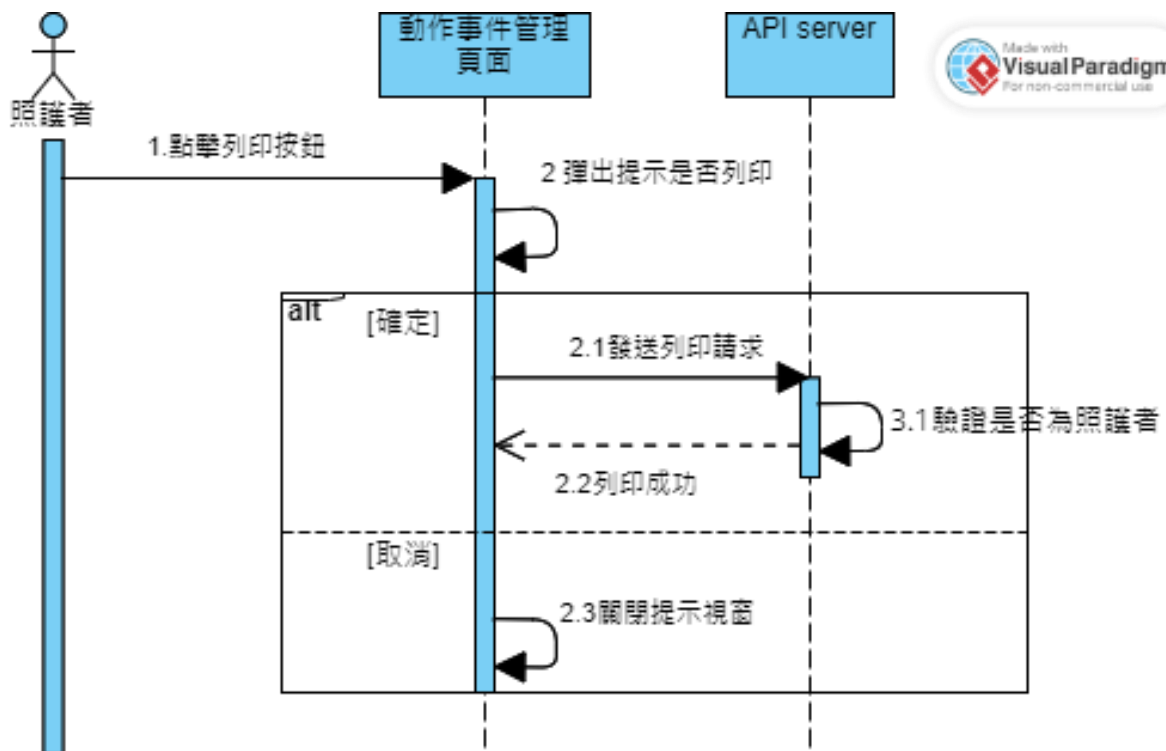 動作事件管理
頁面
API server
Made with
Visual Paradigm
For non-commercial use
照護者
1.點擊列印按鈕
2 彈出提示是否列印
alt
[確定]
2.1發送列印請求
3.1驗證是否為照護者
2.2列印成功
[取消]
2.3關閉提示視窗